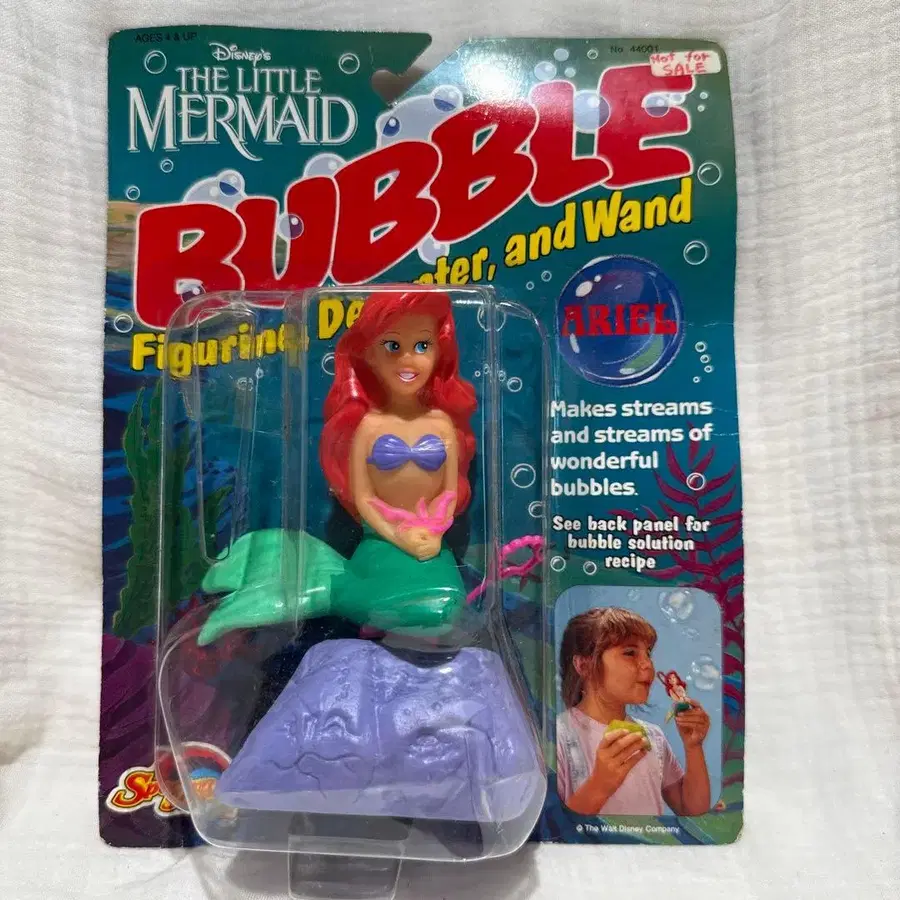 AGES 4 & UP
Disney's
THE LITTLE
MERMAID
No. 44001
Not for
SALE
BUBBLE
Figurine, and Wand
ARIEL
Makes streams
and streams of
wonderful
bubbles.
See back panel for
bubble solution
recipe
© The Walt Disney Company